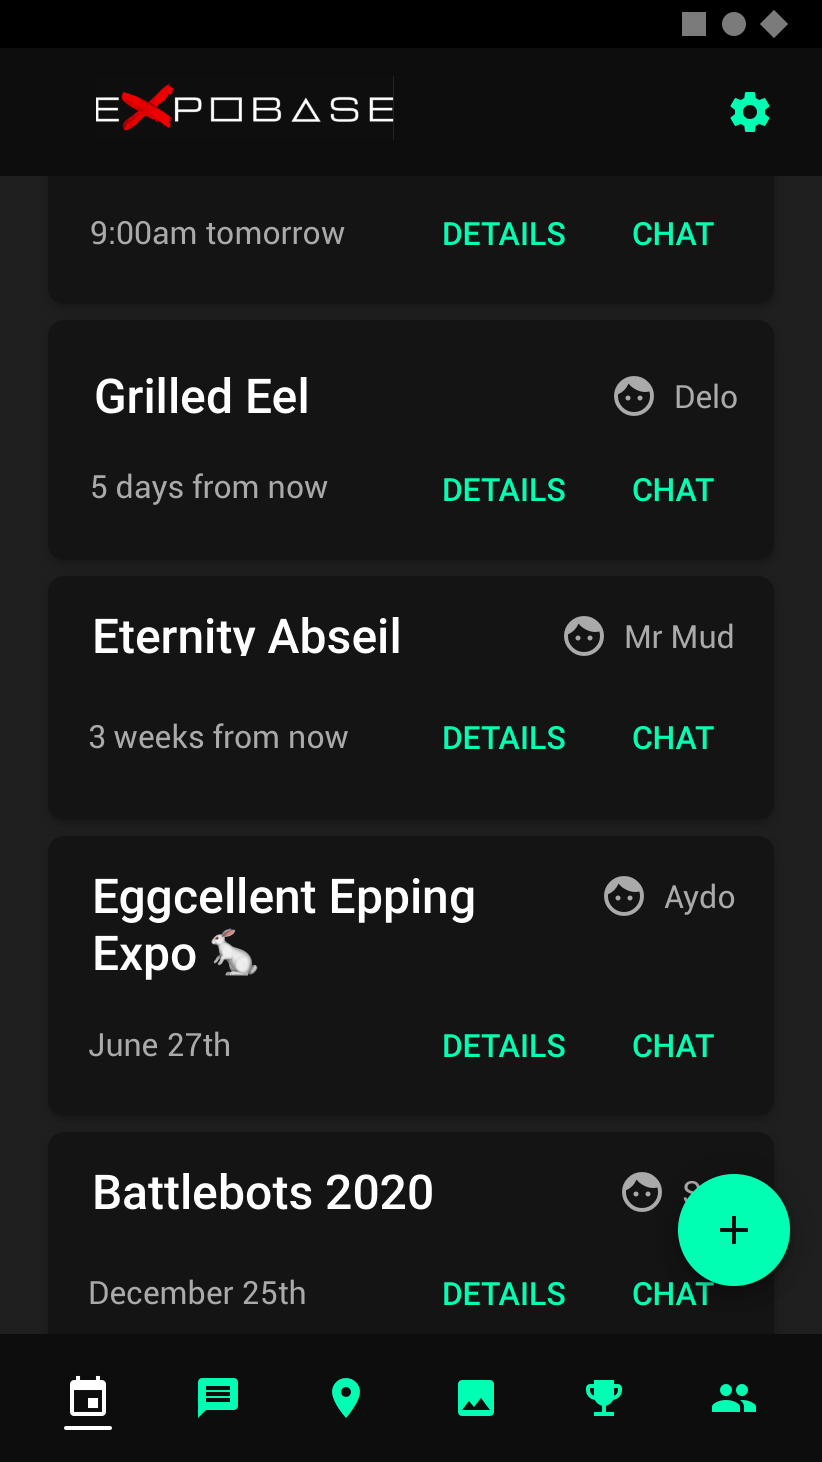 EXPOBASE
9:00am tomorrow DETAILS CHAT
Grilled Eel Delo
5 days from now DETAILS CHAT
Eternity Abseil Mr Mud
3 weeks from now DETAILS CHAT
Eggcellent Epping Aydo
Expo 🐇
June 27th DETAILS CHAT
Battlebots 2020
December 25th DETAILS CHAT